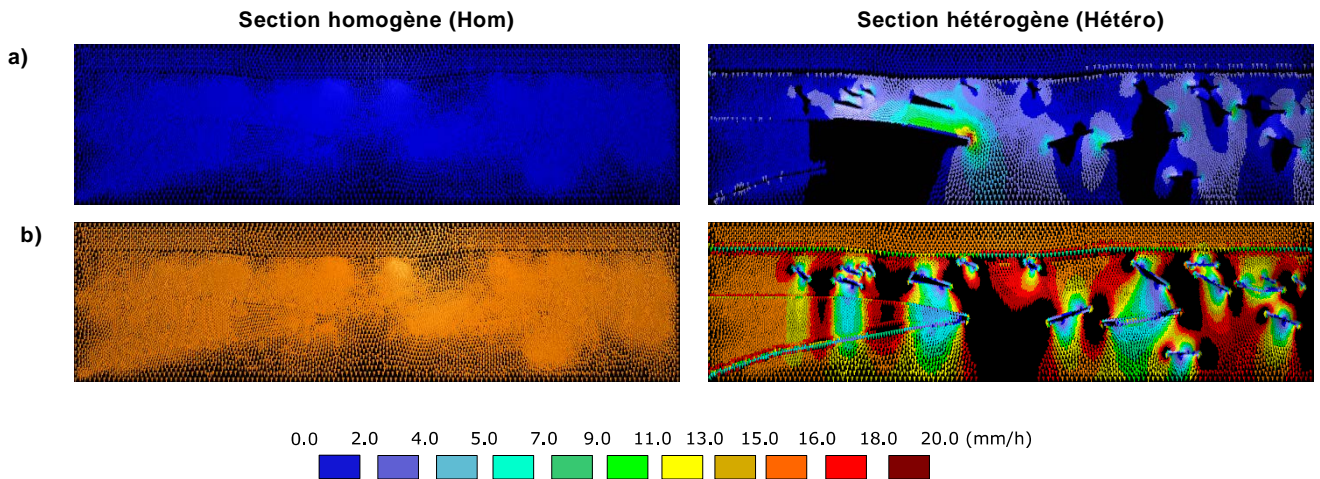 Section homogène (Hom) Section hétérogène (Hétéro)
a)
b)
0.0 2.0 4.0 5.0 7.0 9.0 11.0 13.0 15.0 16.0 18.0 20.0 (mm/h)